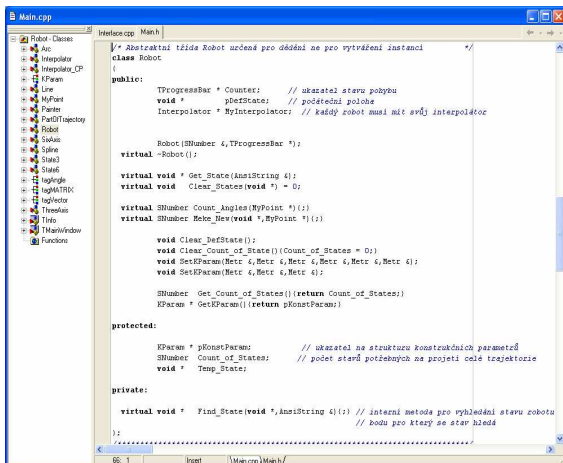 Main.cpp
Interlace.cpp Main.h
Robot - Classes
Arc
Interpolator
Interpolator_CP
KParam
Line
MyPoint
Painter
PartOfTrajectory
Robot
SixAxis
Spline
State3
State6
tagAngle
tagMATRIX
tagVector
ThreeAxis
TInfo
TMainWindow
Functions
/* Abstraktní třída Robot určená pro dědění ne pro vytváření instancí */
class Robot
{
public:
TProgressBar * Counter; // ukazatel stavu pohybu
void * pDefState; // počáteční poloha
Interpolator * MyInterpolator; // každý robot musí mít svůj interpolátor
Robot(SNumber &,TProgressBar *);
virtual ~Robot();
virtual void * Get_State(AnsiString &);
virtual void Clear_States(void *) = 0;
virtual SNumber Count_Angles(MyPoint *){;}
virtual SNumber Meke_New(void *,MyPoint *){;}
void Clear_DefState();
void Clear_Count_of_State(){Count_of_States = 0;}
void SetKParam(Metr &,Metr &,Metr &,Metr &,Metr &,Metr &);
void SetKParam(Metr &,Metr &,Metr &);
SNumber Get_Count_of_States(){return Count_of_States;}
KParam * GetKParam(){return pKonstParam;}
protected:
KParam * pKonstParam; // ukazatel na strukturu konstrukčních parametrů
SNumber Count_of_States; // počet stavů potřebných na projetí celé trajektorie
void * Temp_State;
private:
virtual void * Find_State(void *,AnsiString &){;} // interní metoda pro vyhledání stavu robotu
// bodu pro který se stav hledá
};
66: 1 Insert Main.cpp Main.h